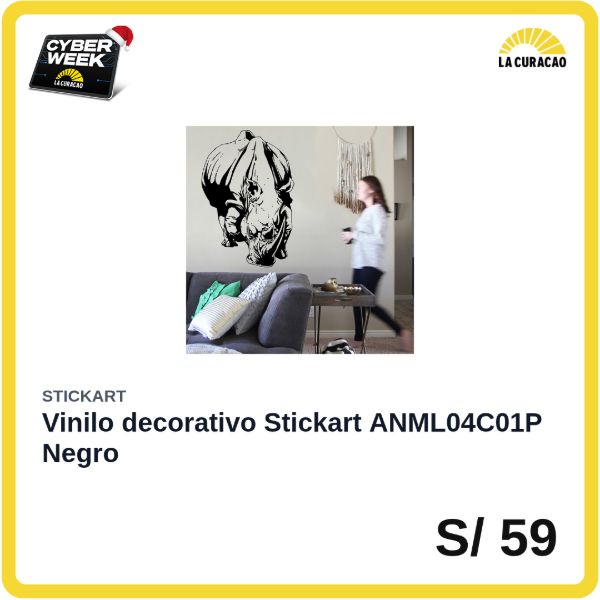 CYBER
WEEK
LA CURACAO
LA CURACAO
STICKART
Vinilo decorativo Stickart ANML04C01P
Negro
S/ 59